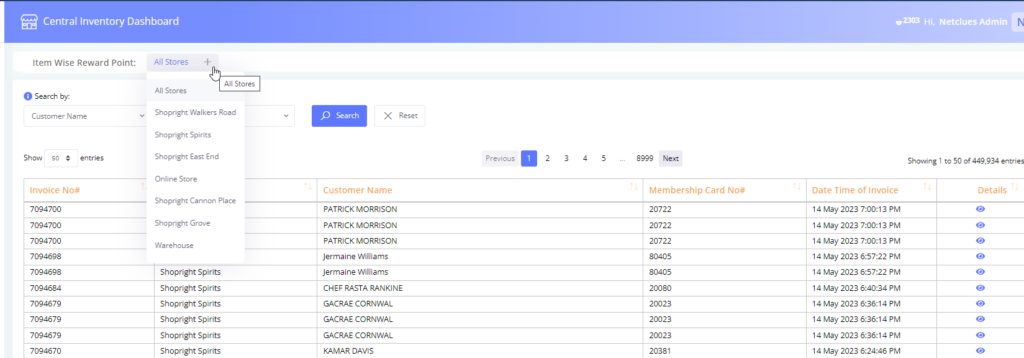 Central Inventory Dashboard
2303 Hi, Netclues Admin N
Item Wise Reward Point: All Stores
All Stores
All Stores
Shopright Walkers Road
Shopright Spirits
Shopright East End
Online Store
Shopright Cannon Place
Shopright Grove
Warehouse
Search by:
Customer Name Search Reset
Show 50 entries Previous 1 2 3 4 5 ... 8999 Next Showing 1 to 50 of 449,934 entries
Invoice No# Customer Name Membership Card No# Date Time of Invoice Details
7094700 PATRICK MORRISON 20722 14 May 2023 7:00:13 PM
7094700 PATRICK MORRISON 20722 14 May 2023 7:00:13 PM
7094700 PATRICK MORRISON 20722 14 May 2023 7:00:13 PM
7094698 Jermaine Williams 80405 14 May 2023 6:57:22 PM
7094698 Shopright Spirits Jermaine Williams 80405 14 May 2023 6:57:22 PM
7094684 Shopright Spirits CHEF RASTA RANKINE 20080 14 May 2023 6:40:34 PM
7094679 Shopright Spirits GACRAE CORNWAL 20023 14 May 2023 6:36:14 PM
7094679 Shopright Spirits GACRAE CORNWAL 20023 14 May 2023 6:36:14 PM
7094679 Shopright Spirits GACRAE CORNWAL 20023 14 May 2023 6:36:14 PM
7094670 Shopright Spirits KAMAR DAVIS 20381 14 May 2023 6:24:46 PM